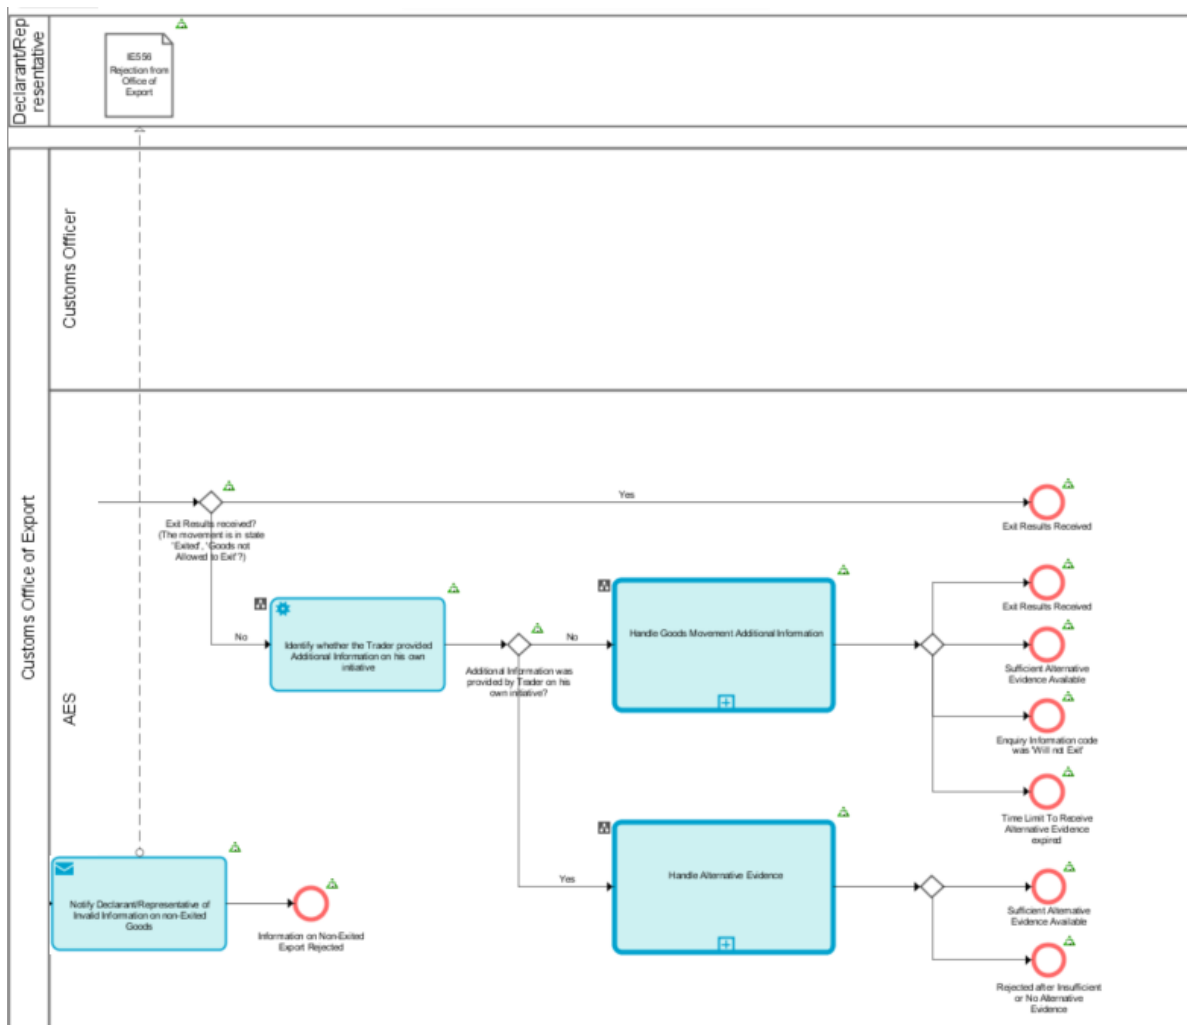 Declarant/Rep
resentative
IE556
Rejection from
Office of
Export
Customs Office of Export
Customs Officer
AES
Exit Results received?
(The movement is in state
'Exited', 'Goods not
Allowed to Exit'?)
Yes
Exit Results Received
No
Identify whether the Trader provided
Additional Information on his own
initiative
Additional Information was
provided by Trader on his
own initiative?
No
Handle Goods Movement Additional Information
Exit Results Received
Sufficient Alternative
Evidence Available
Enquiry Information code
was 'Will not Exit'
Time Limit To Receive
Alternative Evidence
expired
Yes
Handle Alternative Evidence
Sufficient Alternative
Evidence Available
Rejected after Insufficient
or No Alternative
Evidence
Notify Declarant/Representative of
Invalid Information on non-Exited
Goods
Information on Non-Exited
Export Rejected